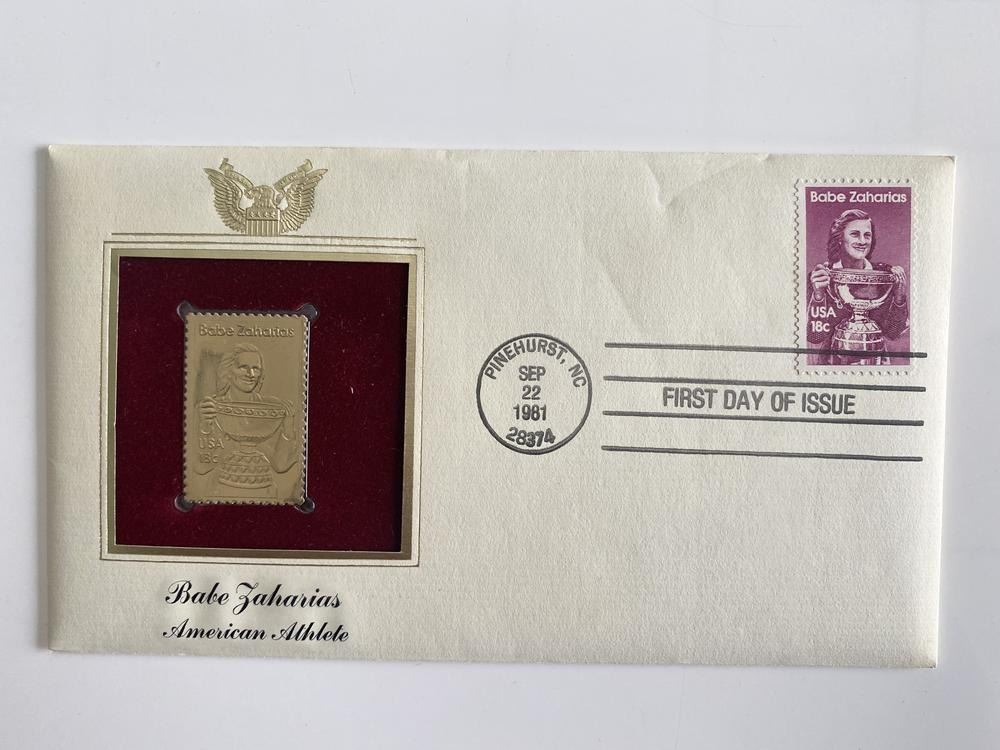 Babe Zaharias
USA
18c
Babe Zaharias
American Athlete
PINEHURST, NC
SEP
22
1981
28374
FIRST DAY OF ISSUE
Babe Zaharias
USA
18c